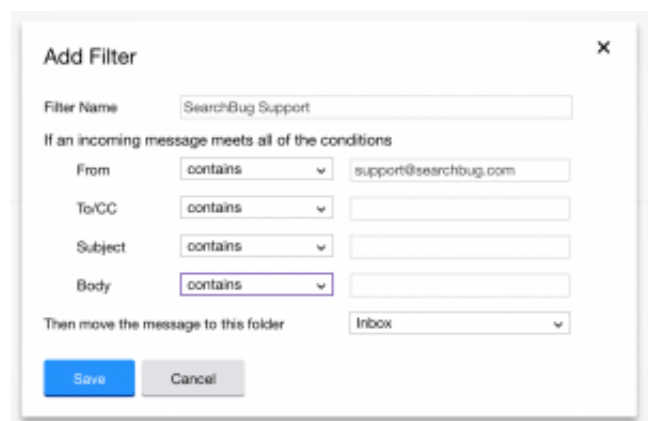 Add Filter
Filter Name SearchBug Support
If an incoming message meets all of the conditions
From contains support@searchbug.com
To/CC contains
Subject contains
Body contains
Then move the message to this folder Inbox
Save Cancel